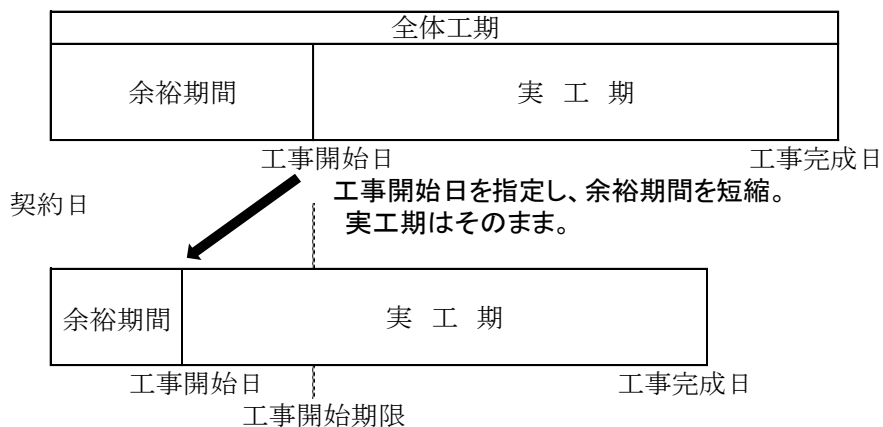 全体工期
余裕期間
実 工 期
工事開始日
工事完成日
工事開始日を指定し、余裕期間を短縮。
契約日
実工期はそのまま。
余裕期間
実 工 期
工事開始日
工事完成日
工事開始期限